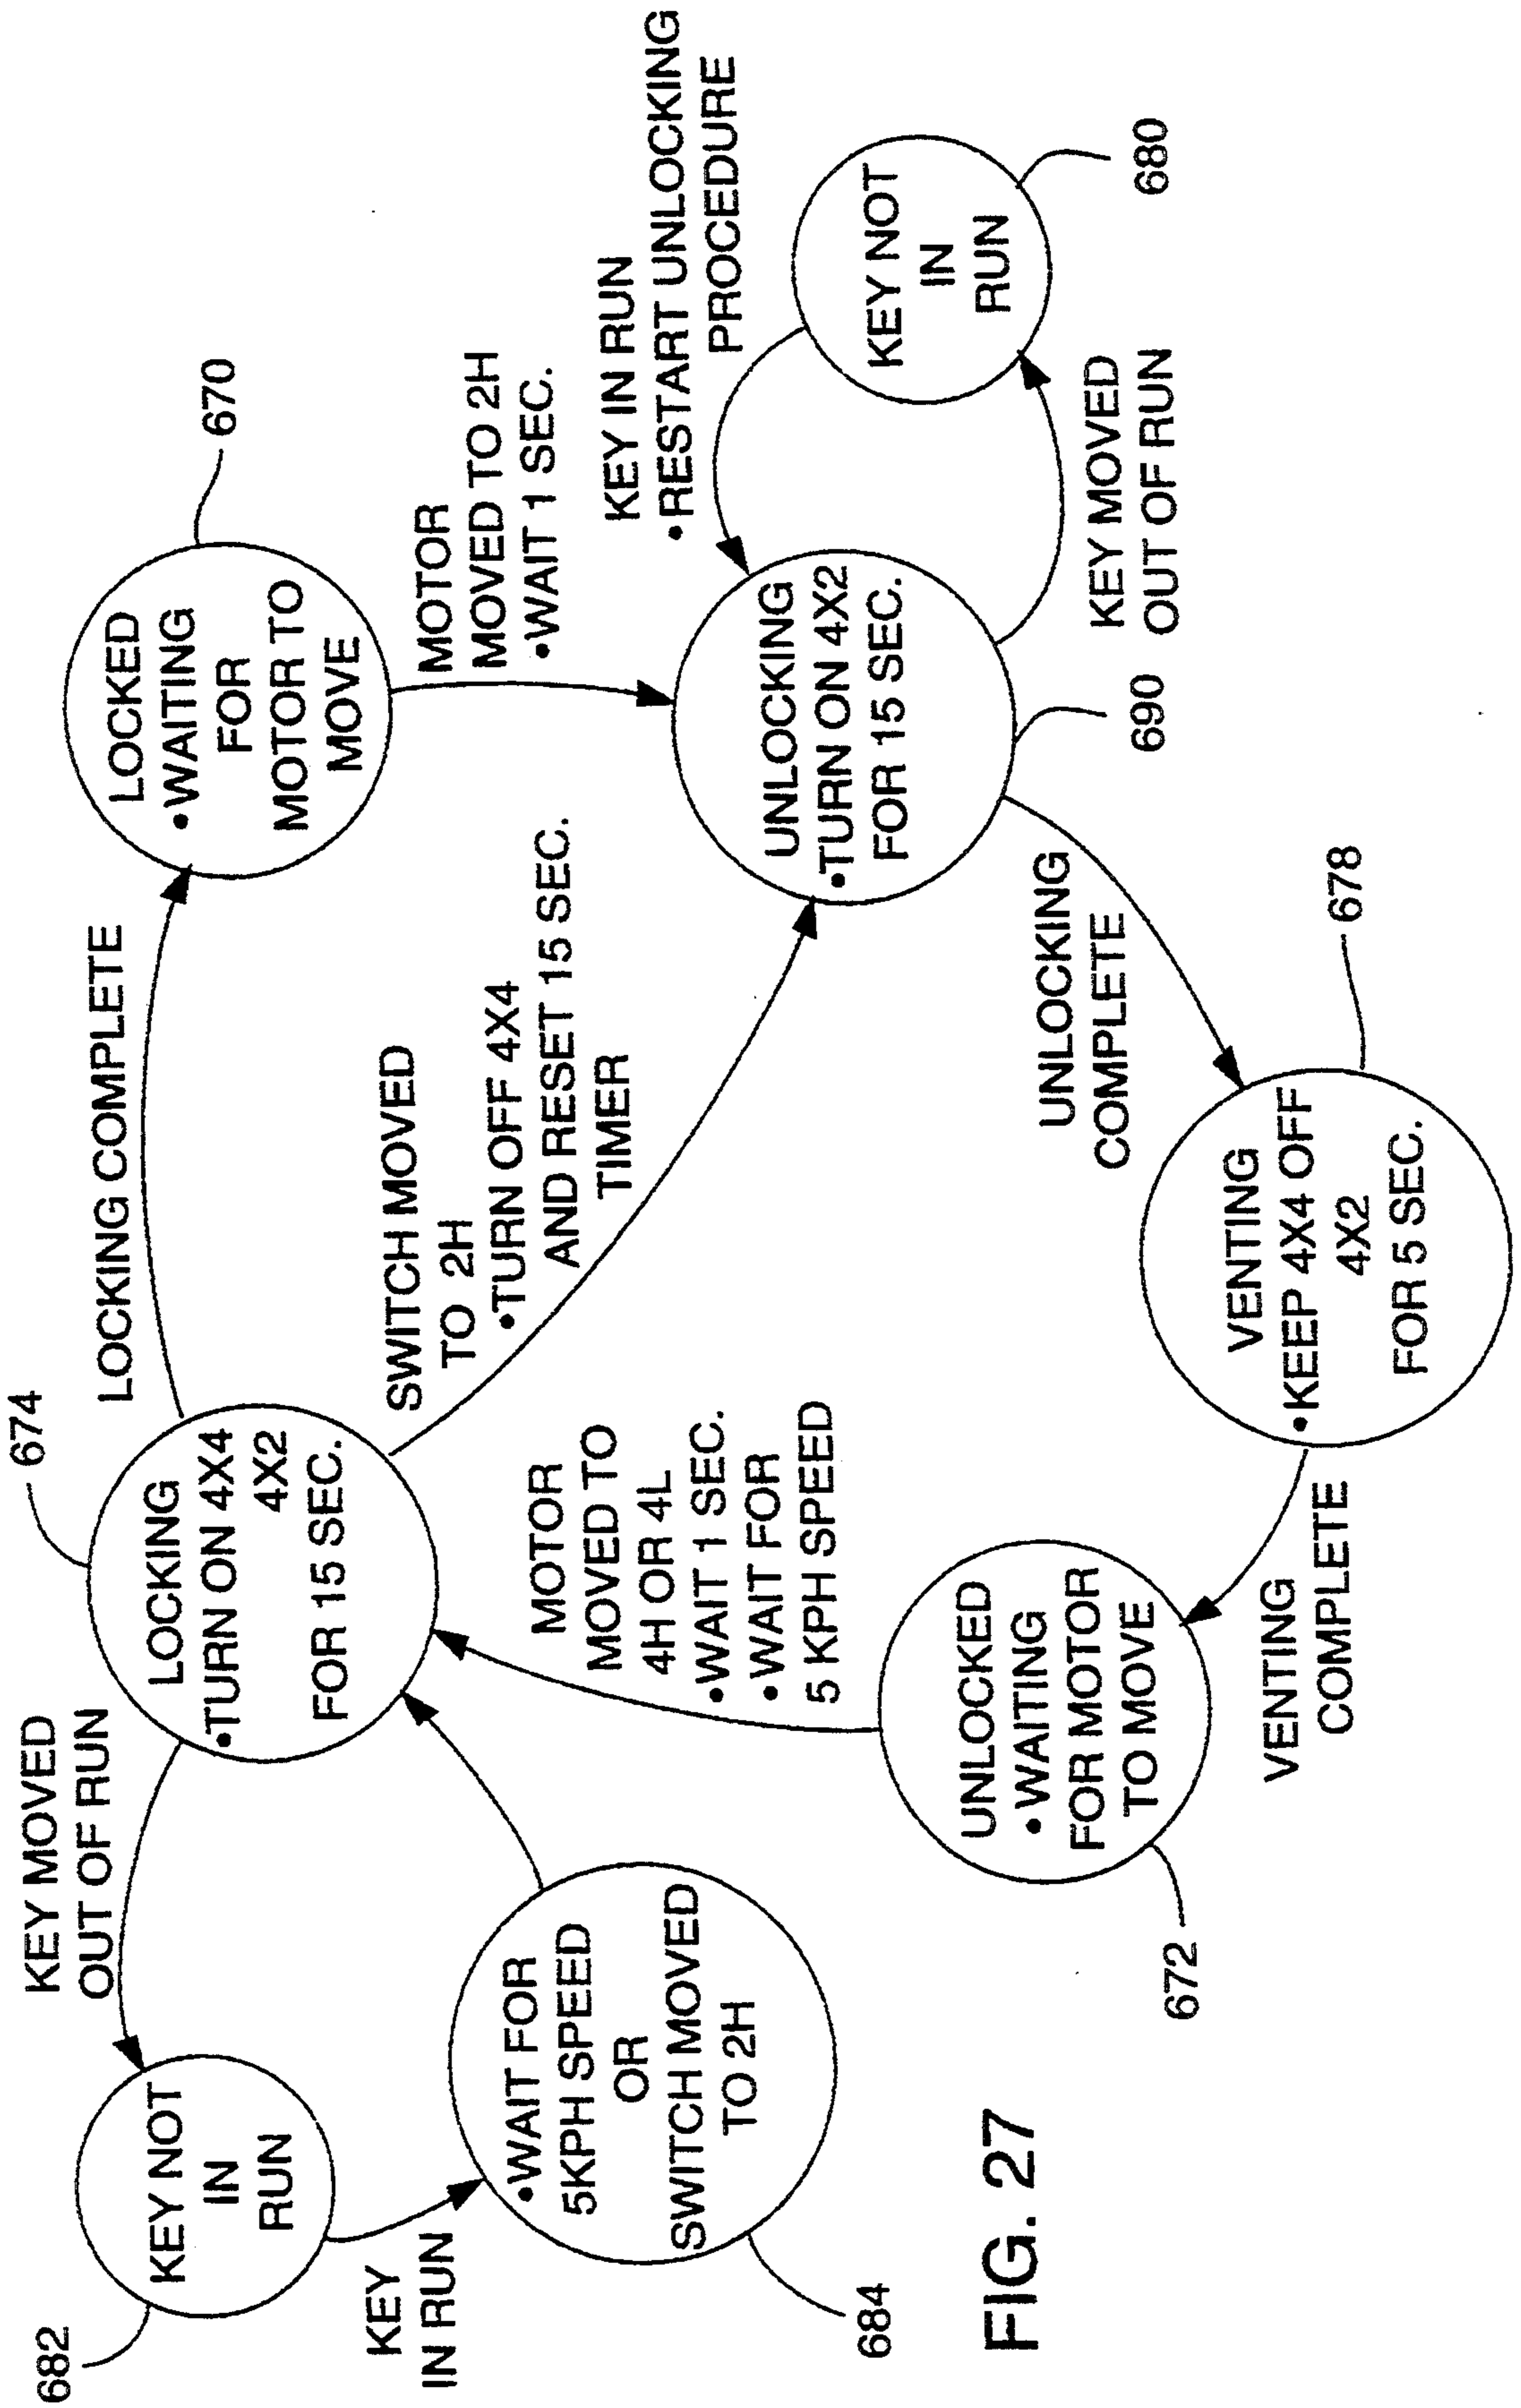 682
KEY NOT
IN
RUN
KEY MOVED
OUT OF RUN
KEY
IN RUN
•WAIT FOR
5KPH SPEED
OR
SWITCH MOVED
TO 2H
684
674
LOCKING
•TURN ON 4X4
4X2
FOR 15 SEC.
LOCKING COMPLETE
LOCKED
•WAITING
FOR
MOTOR TO
MOVE
670
MOTOR
MOVED TO 2H
•WAIT 1 SEC.
SWITCH MOVED
TO 2H
•TURN OFF 4X4
AND RESET 15 SEC.
TIMER
MOTOR
MOVED TO
4H OR 4L
•WAIT 1 SEC.
•WAIT FOR
5 KPH SPEED
UNLOCKED
•WAITING
FOR MOTOR
TO MOVE
672
UNLOCKING
•TURN ON 4X2
FOR 15 SEC.
690
KEY IN RUN
•RESTART UNLOCKING
PROCEDURE
KEY NOT
IN
RUN
680
KEY MOVED
OUT OF RUN
UNLOCKING
COMPLETE
VENTING
•KEEP 4X4 OFF
4X2
FOR 5 SEC.
678
VENTING
COMPLETE
FIG. 27